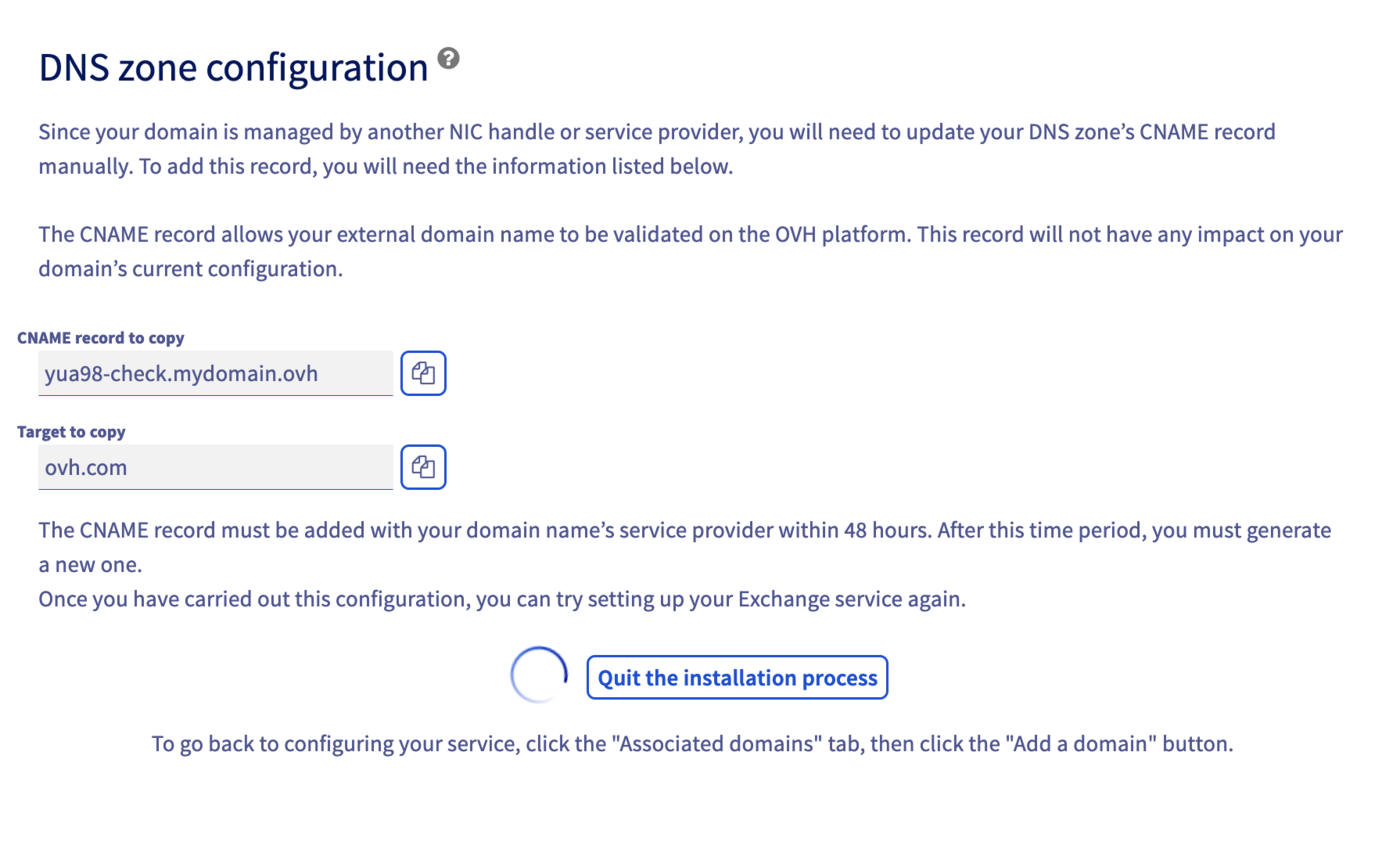 DNS zone configuration ?
Since your domain is managed by another NIC handle or service provider, you will need to update your DNS zone’s CNAME record
manually. To add this record, you will need the information listed below.
The CNAME record allows your external domain name to be validated on the OVH platform. This record will not have any impact on your
domain’s current configuration.
CNAME record to copy
yua98-check.mydomain.ovh
Target to copy
ovh.com
The CNAME record must be added with your domain name’s service provider within 48 hours. After this time period, you must generate
a new one.
Once you have carried out this configuration, you can try setting up your Exchange service again.
Quit the installation process
To go back to configuring your service, click the "Associated domains" tab, then click the "Add a domain" button.